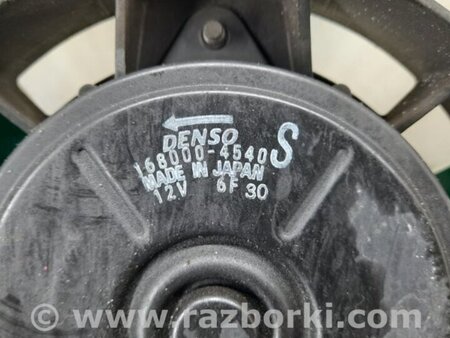 DENSO
168000-4540 S
MADE IN JAPAN
12V 6F 30
© www.razborki.com